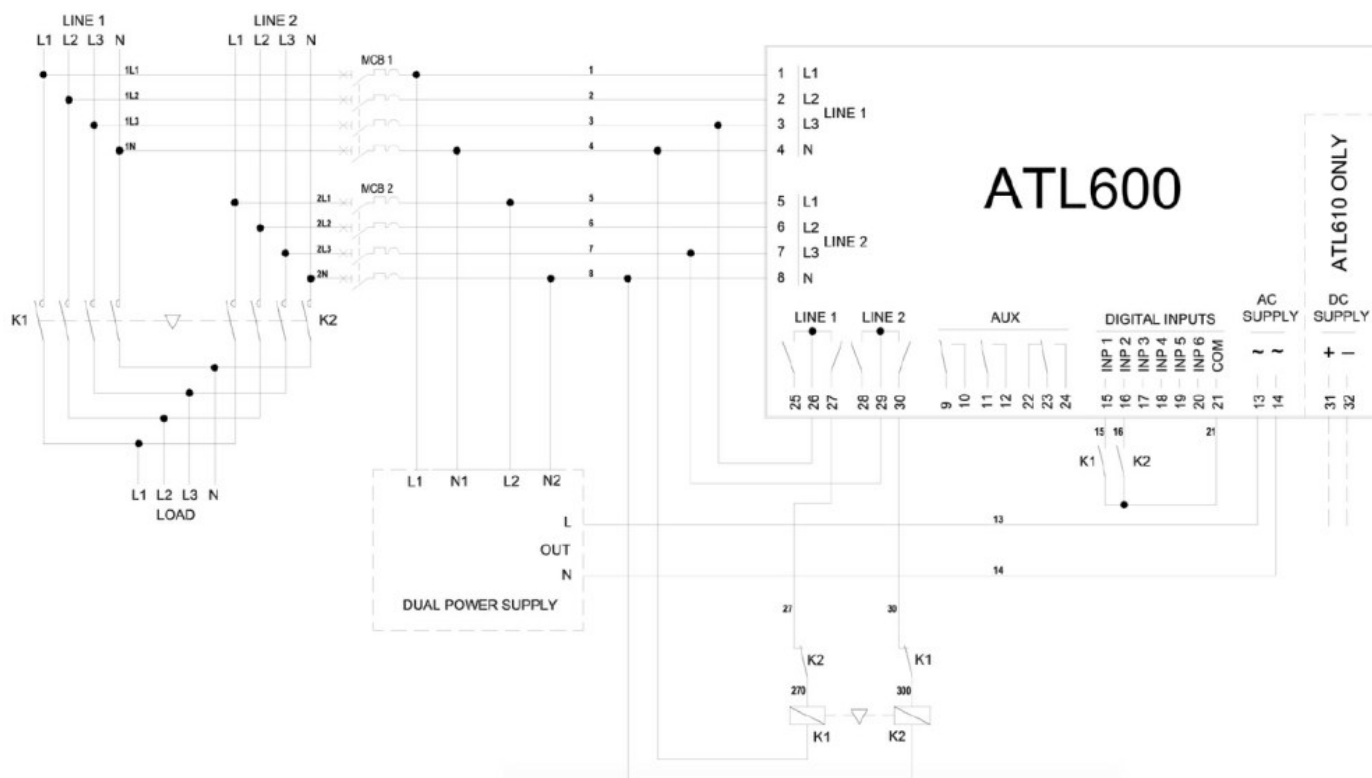 LINE 1 LINE 2
L1 L2 L3 N L1 L2 L3 N
MCB 1
1L1 1 1 L1
1L2 2 2 L2
LINE 1
1L3 3 3 L3
1N 4 4 N
ATL600
ATL610 ONLY
MCB 2
2L1 5 5 L1
2L2 6 6 L2
LINE 2
2L3 7 7 L3
2N 8 8 N
K1 K2
LINE 1 LINE 2 AUX DIGITAL INPUTS AC SUPPLY DC SUPPLY
INP 1 INP 2 INP 3 INP 4 INP 5 INP 6 COM ~ ~ + –
25 26 27 28 29 30 9 10 11 12 22 23 24 15 16 17 18 19 20 21 13 14 31 32
15 16 21
K1 K2
L1 N1 L2 N2
L1 L2 L3 N
LOAD
L 13
OUT
N 14
DUAL POWER SUPPLY
27 30
K2 K1
270 300
K1 K2